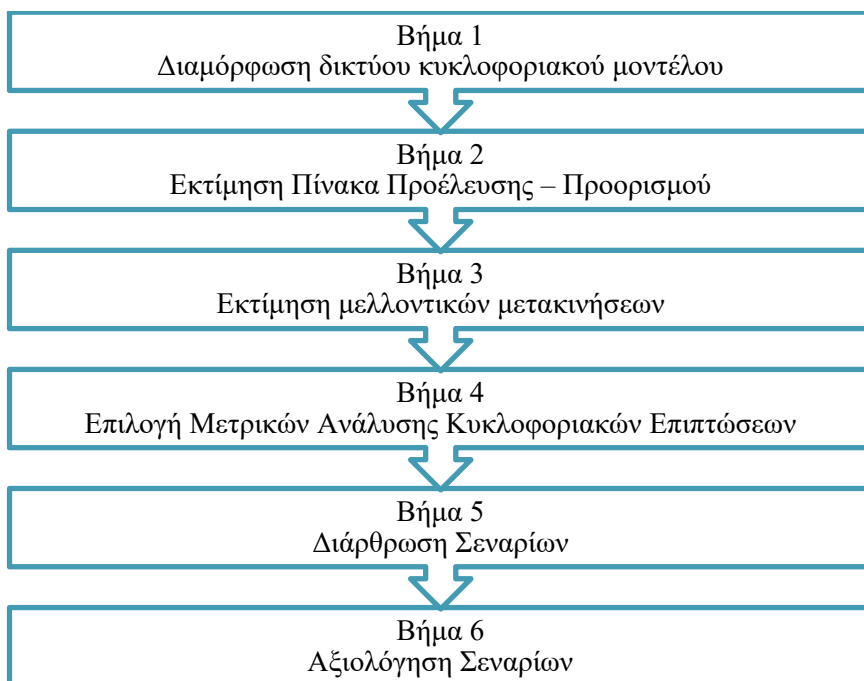 Βήμα 1
Διαμόρφωση δικτύου κυκλοφοριακού μοντέλου
Βήμα 2
Εκτίμηση Πίνακα Προέλευσης – Προορισμού
Βήμα 3
Εκτίμηση μελλοντικών μετακινήσεων
Βήμα 4
Επιλογή Μετρικών Ανάλυσης Κυκλοφοριακών Επιπτώσεων
Βήμα 5
Διάρθρωση Σεναρίων
Βήμα 6
Αξιολόγηση Σεναρίων